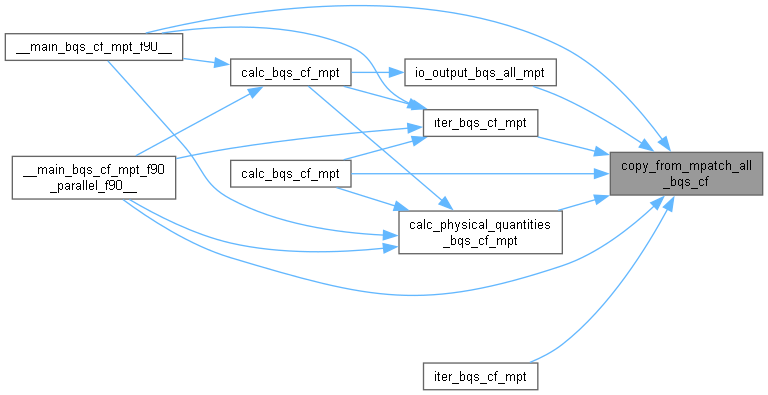 __main_bqs_cf_mpt_f90__
calc_bqs_cf_mpt
io_output_bqs_all_mpt
iter_bqs_cf_mpt
copy_from_mpatch_all
_bqs_cf
__main_bqs_cf_mpt_f90
_parallel_f90__
calc_bqs_cf_mpt
calc_physical_quantities
_bqs_cf_mpt
iter_bqs_cf_mpt